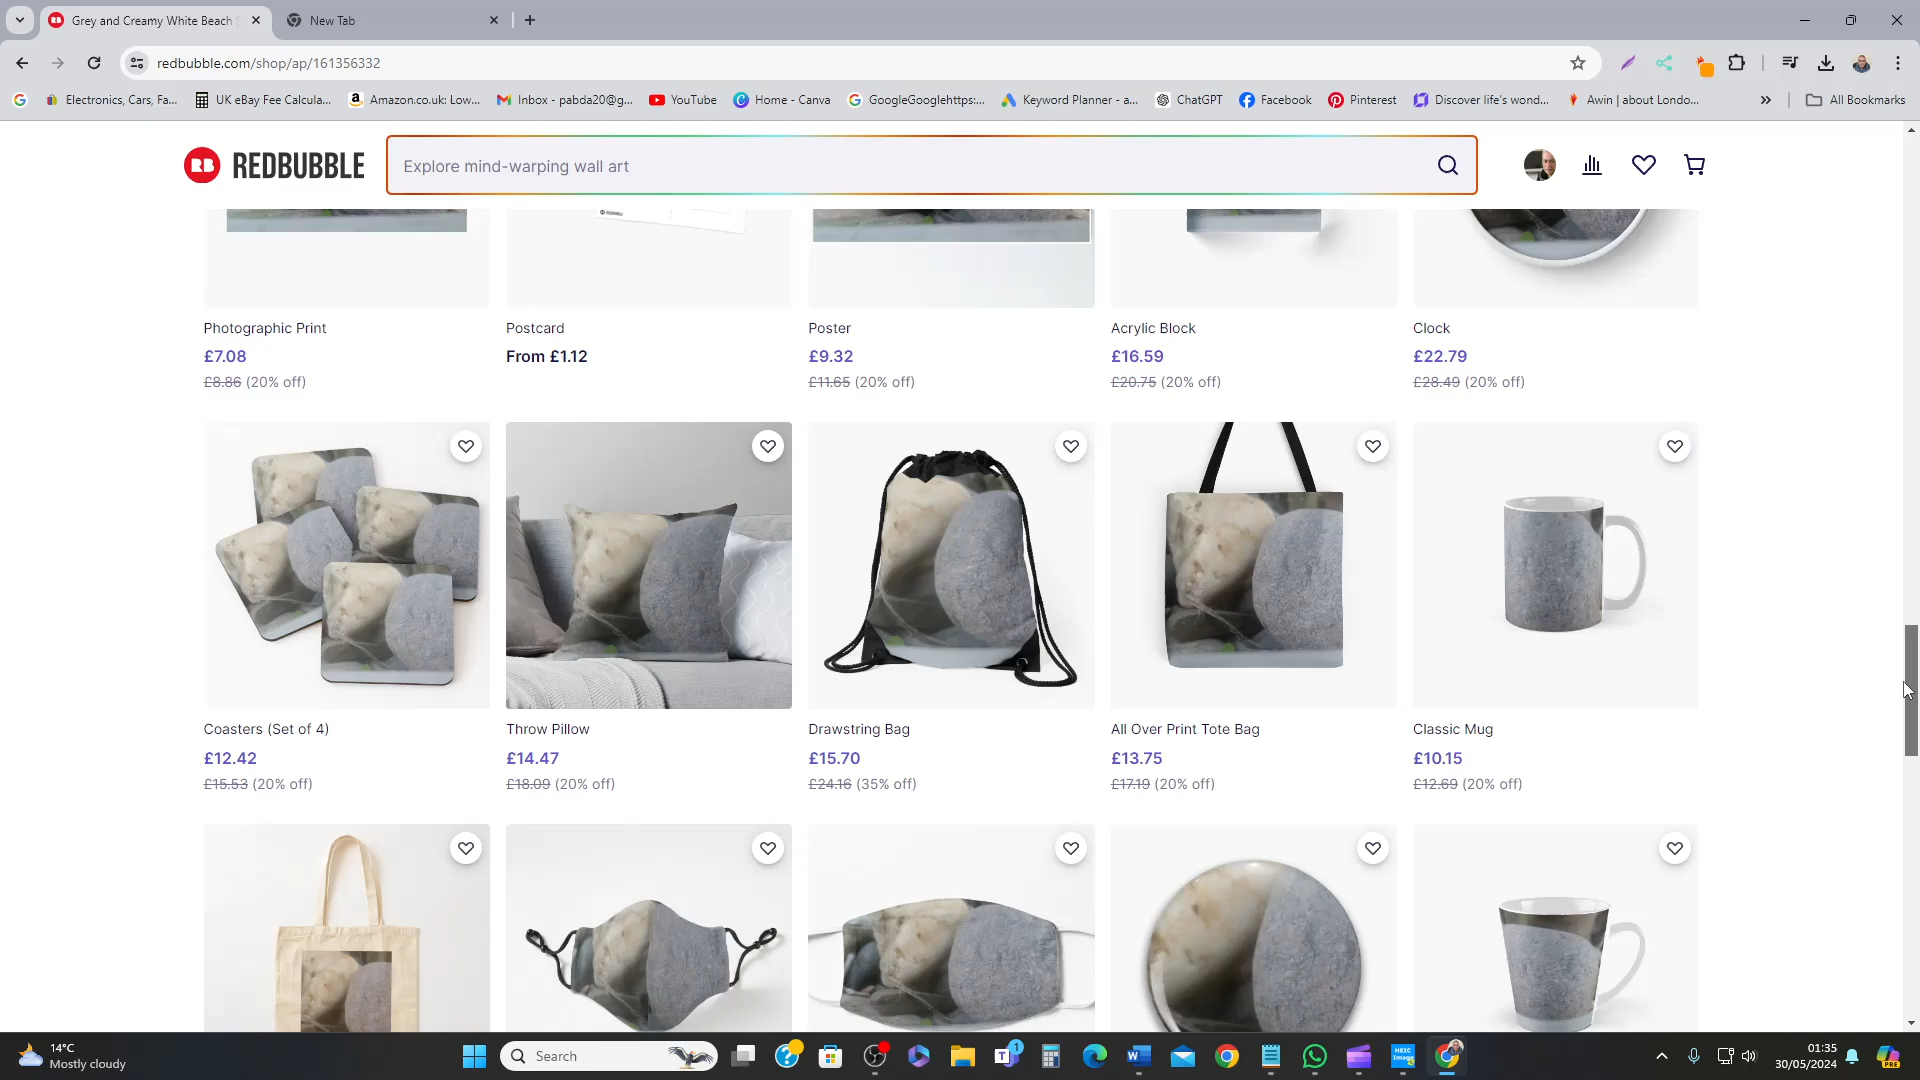 Grey and Creamy White Beach
New Tab
redbubble.com/shop/ap/161356332
Electronics, Cars, Fa...
UK eBay Fee Calcula...
Amazon.co.uk: Low...
Inbox - pabda20@g...
YouTube
Home - Canva
GoogleGooglehttps:...
Keyword Planner - a...
ChatGPT
Facebook
Pinterest
Discover life's wond...
Awin | about Londo...
All Bookmarks
RB REDBUBBLE
Explore mind-warping wall art
Photographic Print
£7.08
£8.86 (20% off)
Postcard
From £1.12
Poster
£9.32
£11.65 (20% off)
Acrylic Block
£16.59
£20.75 (20% off)
Clock
£22.79
£28.49 (20% off)
Coasters (Set of 4)
£12.42
£15.53 (20% off)
Throw Pillow
£14.47
£18.09 (20% off)
Drawstring Bag
£15.70
£24.16 (35% off)
All Over Print Tote Bag
£13.75
£17.19 (20% off)
Classic Mug
£10.15
£12.69 (20% off)
14°C
Mostly cloudy
Search
1
01:35
30/05/2024